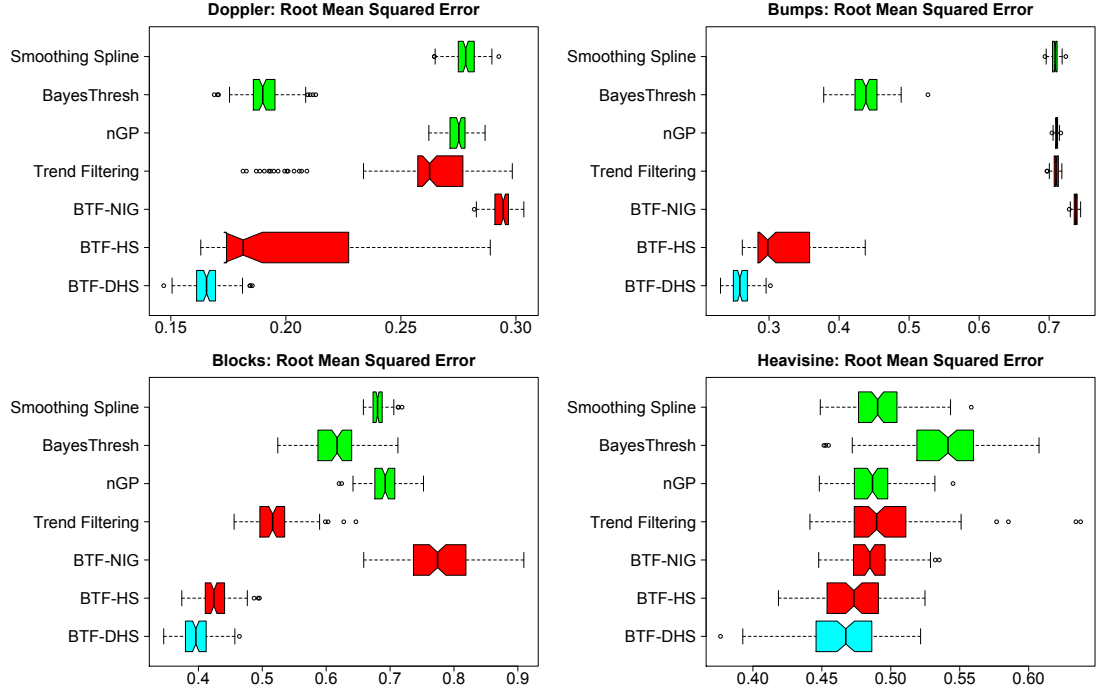 Doppler: Root Mean Squared Error
Smoothing Spline
BayesThresh
nGP
Trend Filtering
BTF-NIG
BTF-HS
BTF-DHS
0.15 0.20 0.25 0.30
Bumps: Root Mean Squared Error
Smoothing Spline
BayesThresh
nGP
Trend Filtering
BTF-NIG
BTF-HS
BTF-DHS
0.3 0.4 0.5 0.6 0.7
Blocks: Root Mean Squared Error
Smoothing Spline
BayesThresh
nGP
Trend Filtering
BTF-NIG
BTF-HS
BTF-DHS
0.4 0.5 0.6 0.7 0.8 0.9
Heavisine: Root Mean Squared Error
Smoothing Spline
BayesThresh
nGP
Trend Filtering
BTF-NIG
BTF-HS
BTF-DHS
0.40 0.45 0.50 0.55 0.60